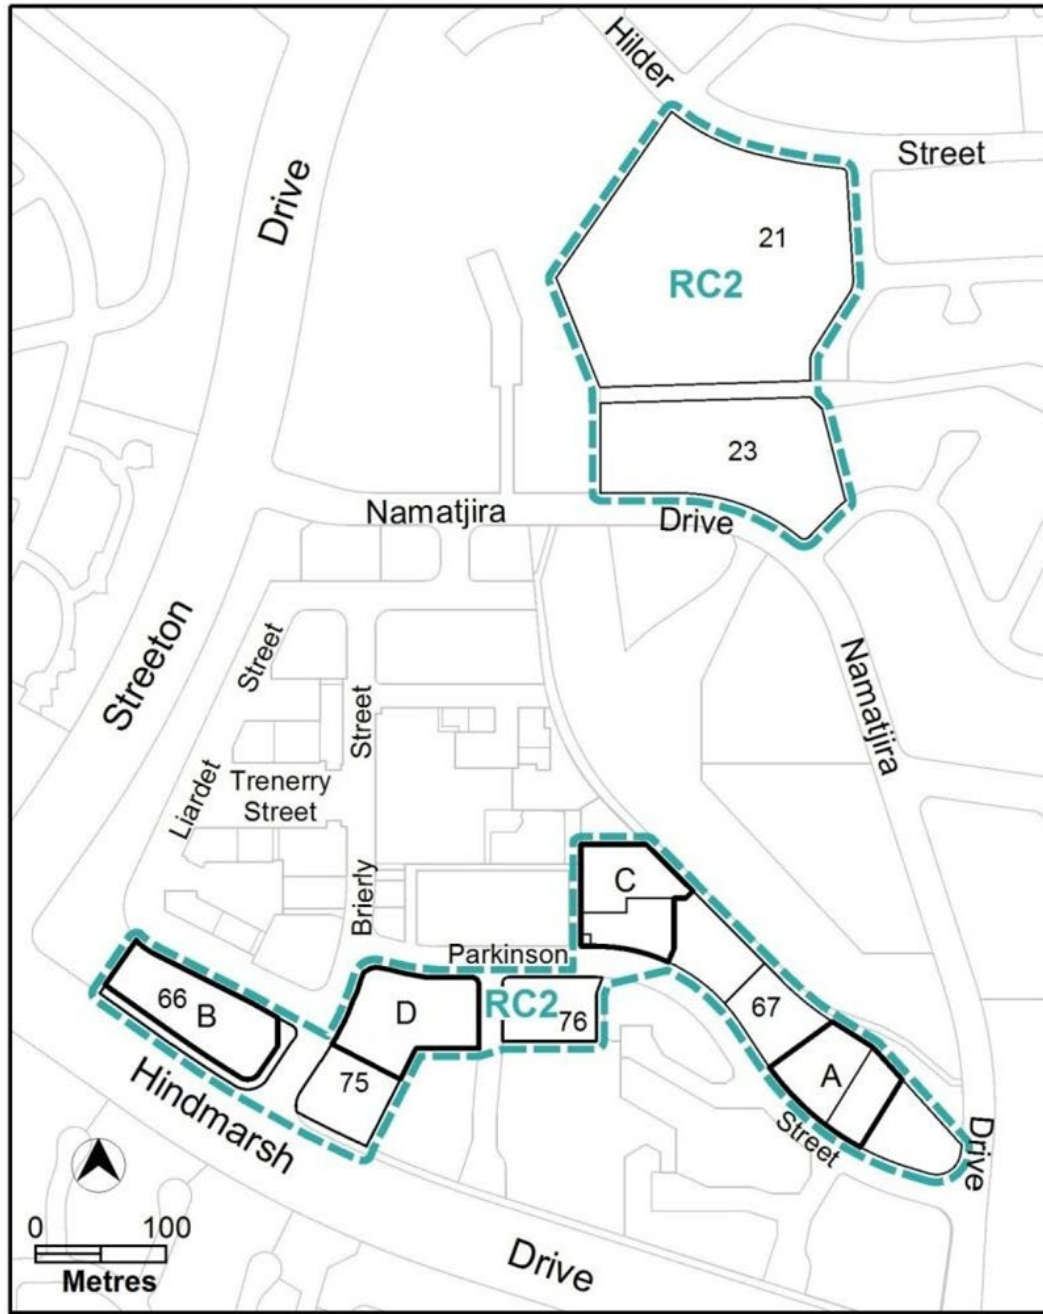 Hilder
Street
Drive
21
RC2
23
Namatjira
Drive
Streeton
Street
Namatjira
Street
Trenerry
Street
Liardet
Brierly
C
Parkinson
66
B
D
RC2
76
67
75
A
Hindmarsh
Street
Drive
0 100
Metres
Drive